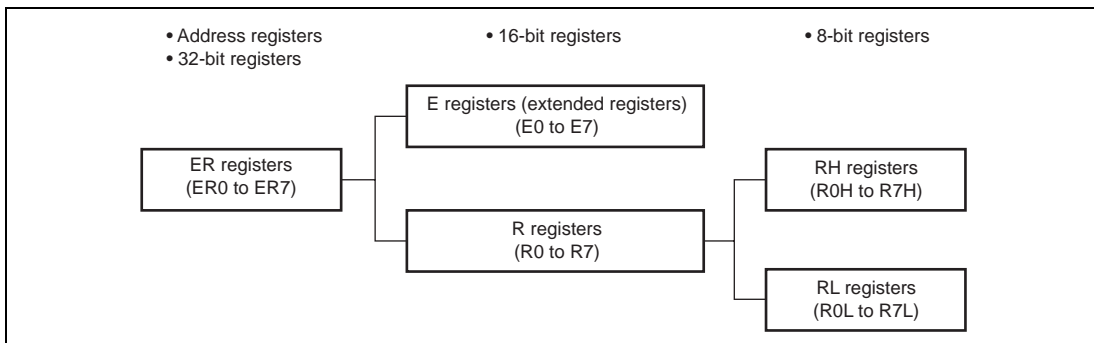 • Address registers
• 32-bit registers
• 16-bit registers
• 8-bit registers
E registers (extended registers)
(E0 to E7)
ER registers
(ER0 to ER7)
RH registers
(R0H to R7H)
R registers
(R0 to R7)
RL registers
(R0L to R7L)